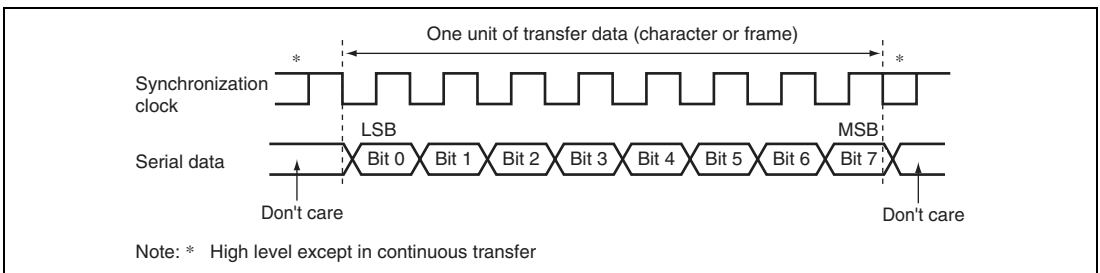 One unit of transfer data (character or frame)
* *
Synchronization
clock
LSB MSB
Serial data Bit 0 Bit 1 Bit 2 Bit 3 Bit 4 Bit 5 Bit 6 Bit 7
Don't care Don't care
Note: * High level except in continuous transfer